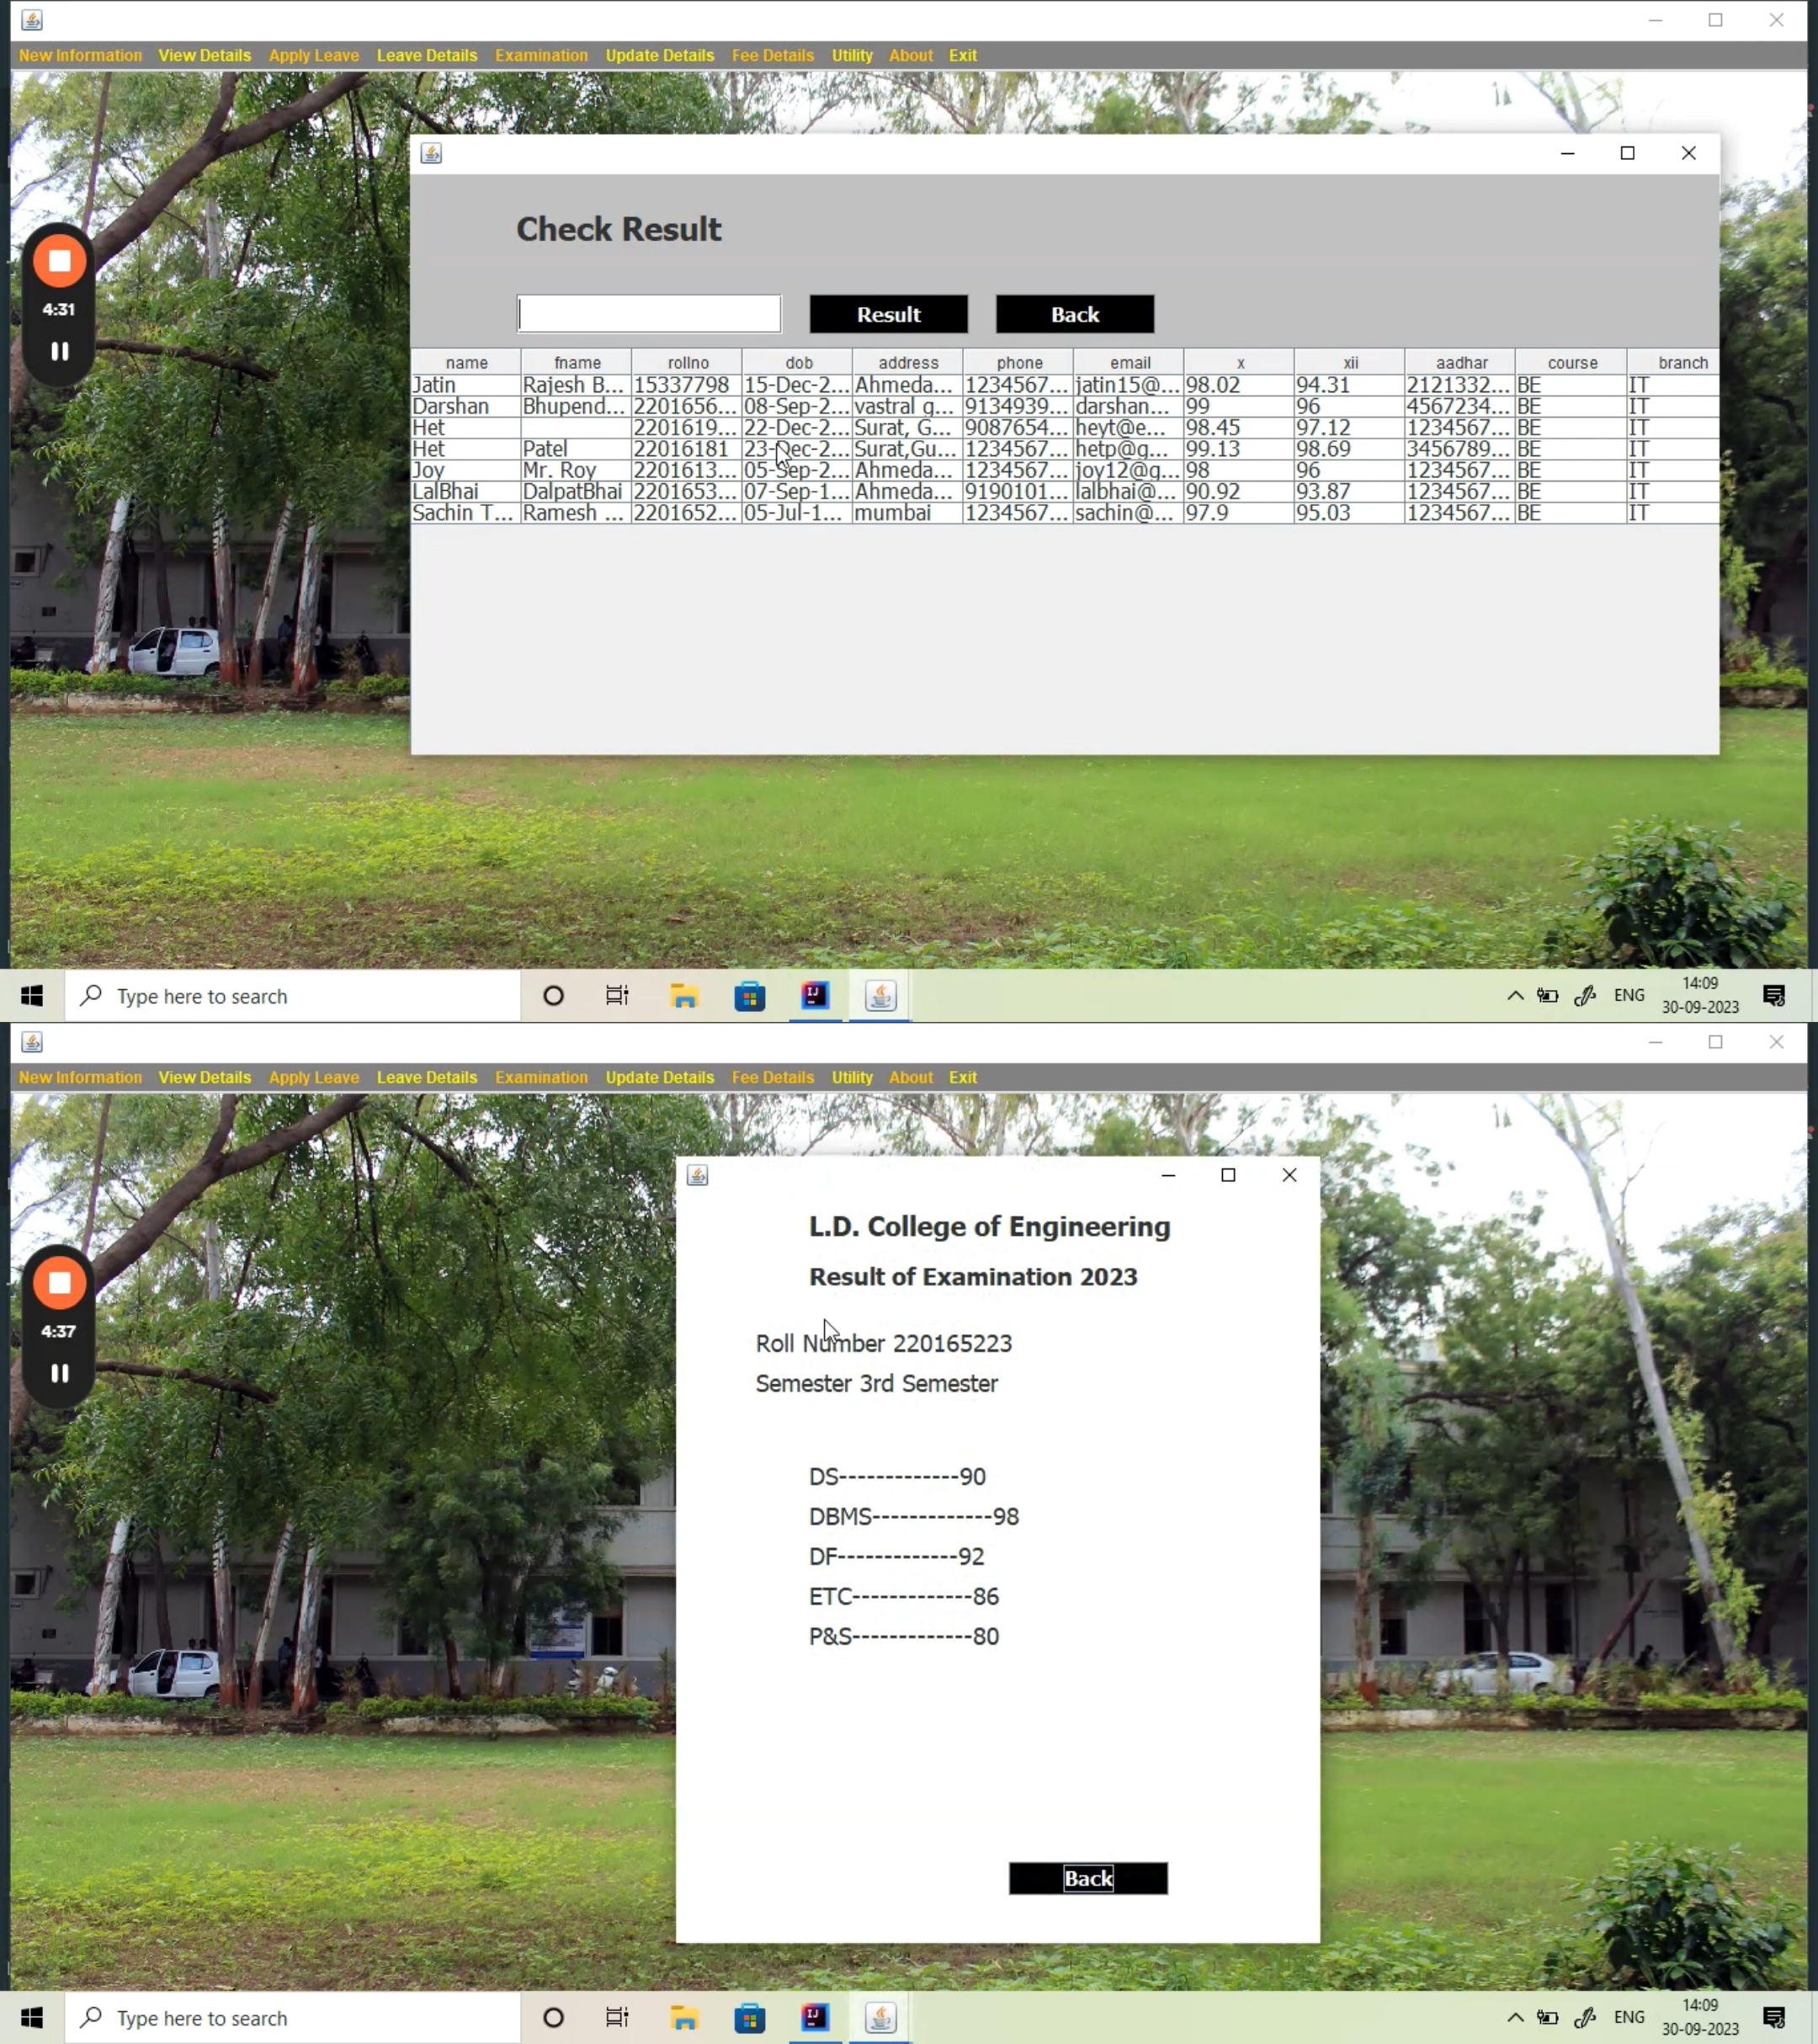 New Information View Details Apply Leave Leave Details Examination Update Details Fee Details Utility About Exit
Check Result
Result Back
name fname rollno dob address phone email x xii aadhar course branch
Jatin Rajesh B... 15337798 15-Dec-2... Ahmeda... 1234567... jatin15@... 98.02 94.31 2121332... BE IT
Darshan Bhupend... 2201656... 08-Sep-2... vastral g... 9134939... darshan... 99 96 4567234... BE IT
Het 2201619... 22-Dec-2... Surat, G... 9087654... heyt@e... 98.45 97.12 1234567... BE IT
Het Patel 22016181 23-Dec-2... Surat,Gu... 1234567... hetp@g... 99.13 98.69 3456789... BE IT
Joy Mr. Roy 2201613... 05-Sep-2... Ahmeda... 1234567... joy12@g... 98 96 1234567... BE IT
LalBhai DalpatBhai 2201653... 07-Sep-1... Ahmeda... 9190101... lalbhai@... 90.92 93.87 1234567... BE IT
Sachin T... Ramesh ... 2201652... 05-Jul-1... mumbai 1234567... sachin@... 97.9 95.03 1234567... BE IT
4:31
Type here to search
IJ
ENG
14:09
30-09-2023
New Information View Details Apply Leave Leave Details Examination Update Details Fee Details Utility About Exit
L.D. College of Engineering
Result of Examination 2023
4:37
Roll Number 220165223
Semester 3rd Semester
DS-------------90
DBMS-------------98
DF-------------92
ETC-------------86
P&S-------------80
Back
Type here to search
IJ
ENG
14:09
30-09-2023